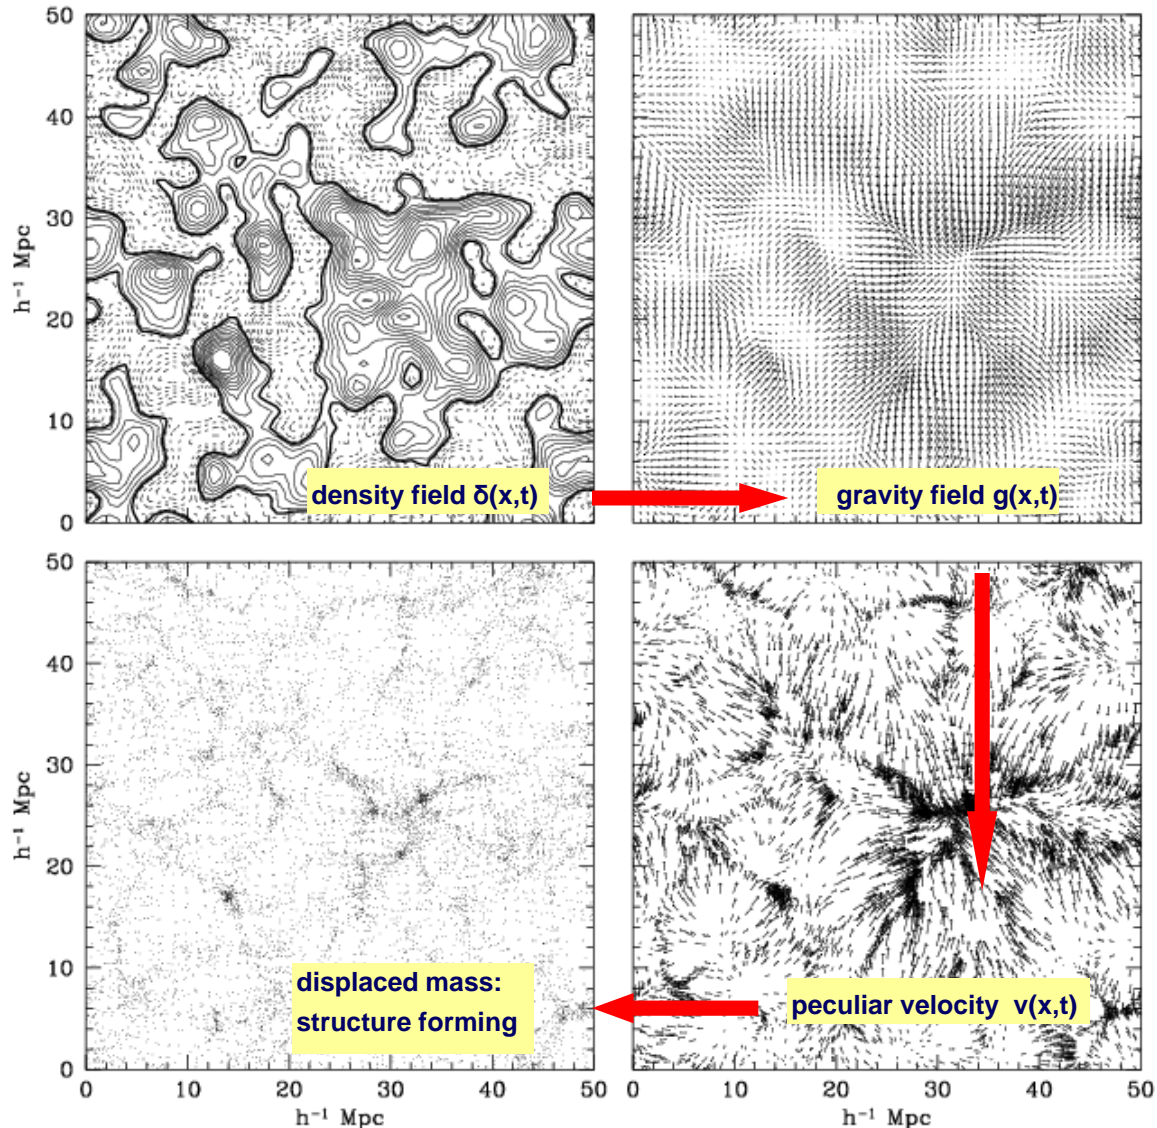 50
40
30
20
10
0
h⁻¹ Mpc
density field δ(x,t)
gravity field g(x,t)
50
40
30
20
10
0
h⁻¹ Mpc
displaced mass:
structure forming
peculiar velocity v(x,t)
0 10 20 30 40 50
h⁻¹ Mpc
0 10 20 30 40 50
h⁻¹ Mpc